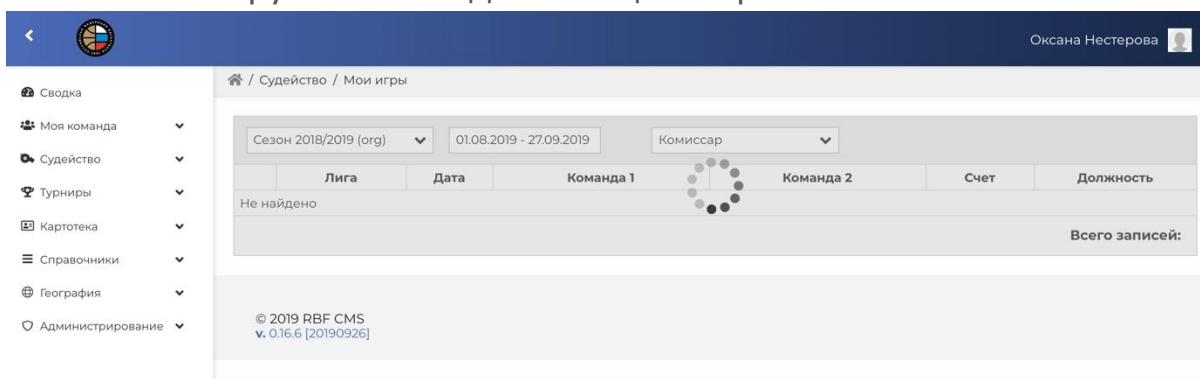 Оксана Нестерова
Сводка
Моя команда
Судейство
Турниры
Картотека
Справочники
География
Администрирование
/ Судейство / Мои игры
Сезон 2018/2019 (org) 01.08.2019 - 27.09.2019 Комиссар
Лига Дата Команда 1 Команда 2 Счет Должность
Не найдено
Всего записей:
© 2019 RBF CMS
v. 0.16.6 [20190926]